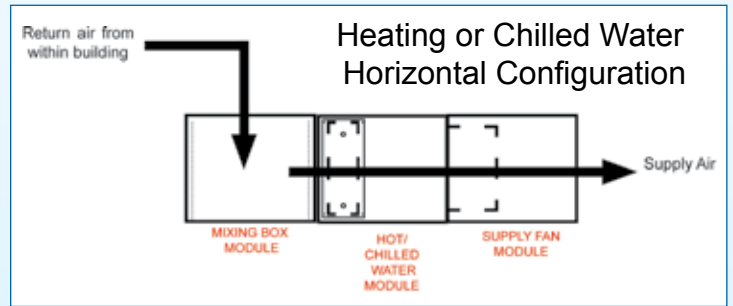 Return air from
within building
Heating or Chilled Water
Horizontal Configuration
Supply Air
MIXING BOX
MODULE
HOT/
CHILLED
WATER
MODULE
SUPPLY FAN
MODULE